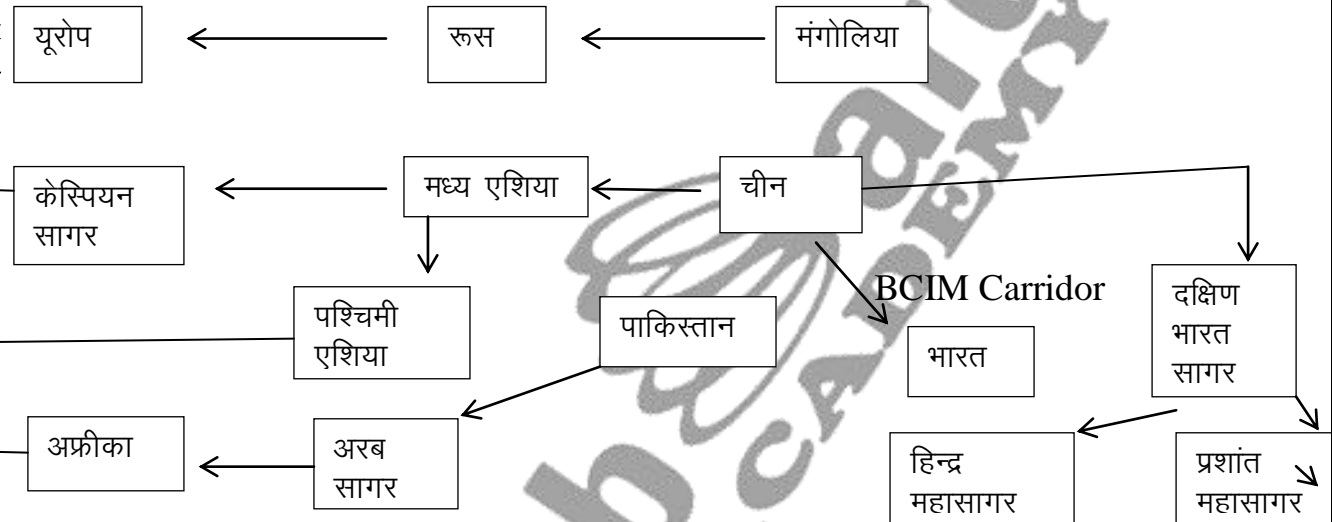 यूरोप
रूस
मंगोलिया
केस्पियन
सागर
मध्य एशिया
चीन
BCIM Carridor
पश्चिमी
एशिया
पाकिस्तान
भारत
दक्षिण
भारत
सागर
अफ्रीका
अरब
सागर
हिन्द्र
महासागर
प्रशांत
महासागर